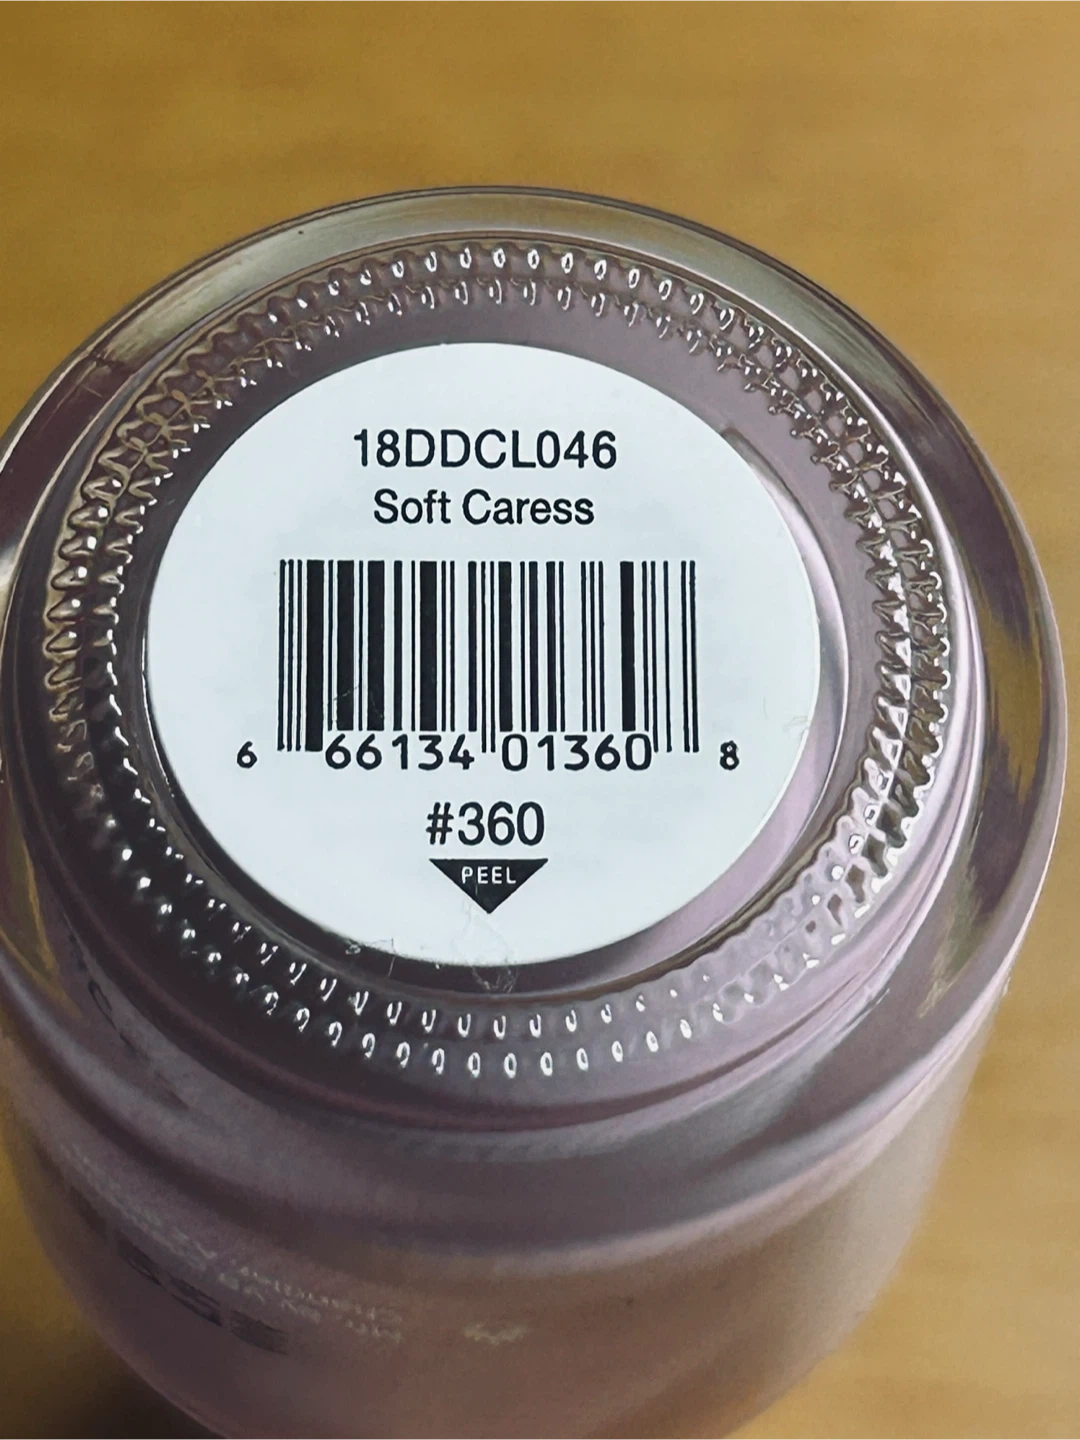 18DDCL046
Soft Caress
6 66134 01360 8
#360
PEEL